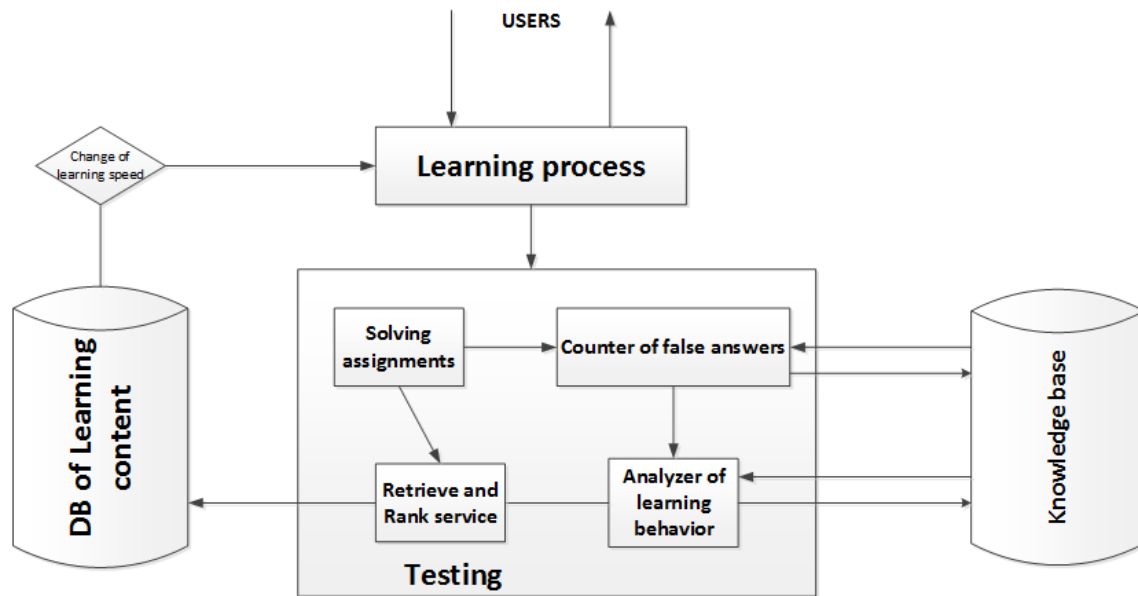 USERS
Change of
learning speed
Learning process
Solving
assignments
Counter of false answers
DB of Learning
content
Knowledge base
Retrieve and
Rank service
Analyzer of
learning
behavior
Testing